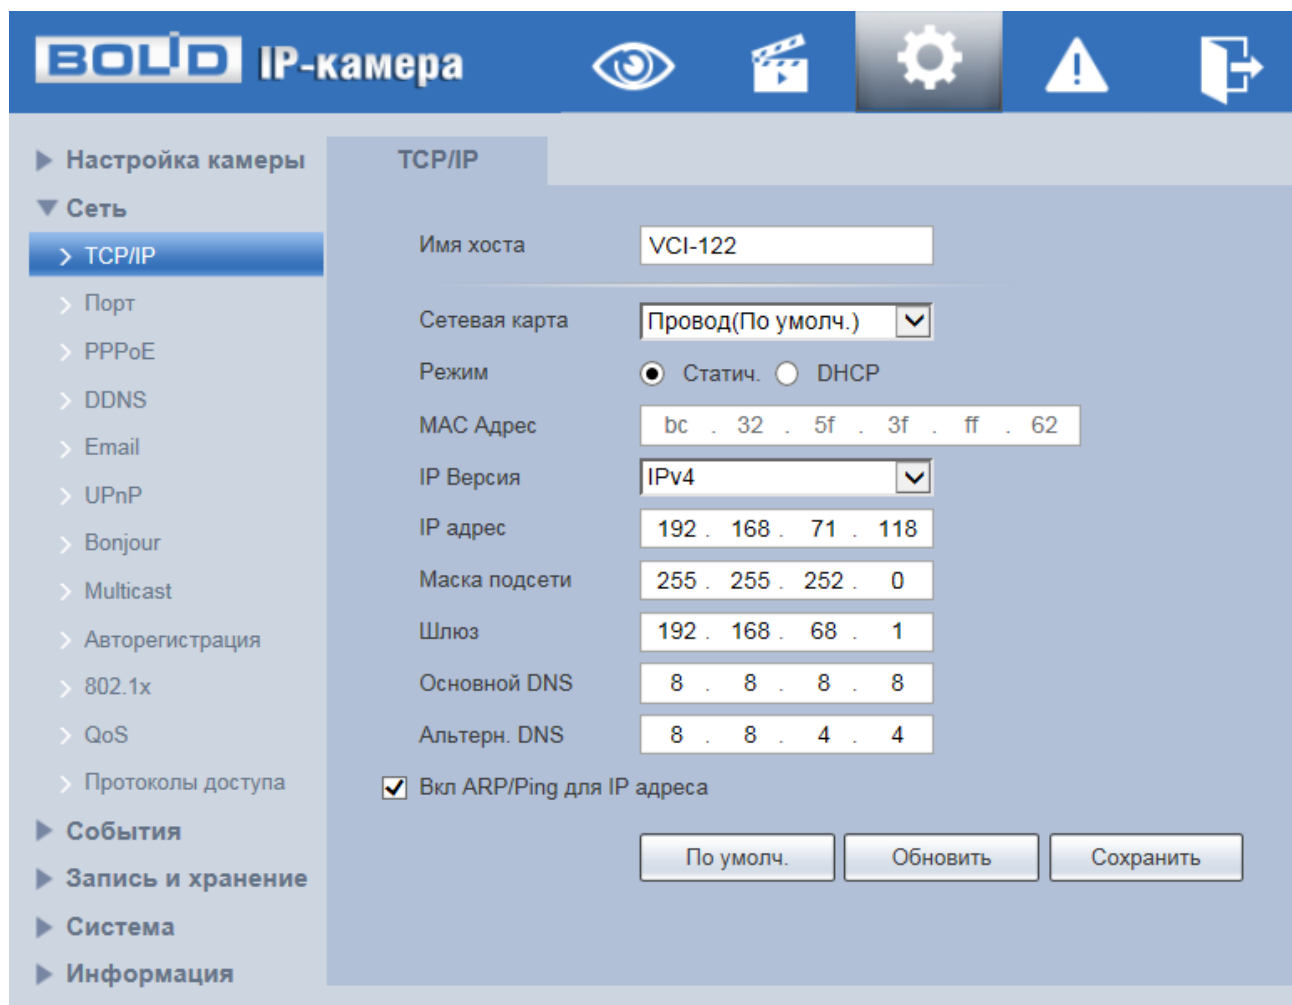 BOLID IP-камера
Настройка камеры
Сеть
TCP/IP
Порт
PPPoE
DDNS
Email
UPnP
Bonjour
Multicast
Авторегистрация
802.1x
QoS
Протоколы доступа
События
Запись и хранение
Система
Информация
TCP/IP
Имя хоста VCI-122
Сетевая карта Провод(По умолч.)
Режим Статич. DHCP
MAC Адрес bc . 32 . 5f . 3f . ff . 62
IP Версия IPv4
IP адрес 192 . 168 . 71 . 118
Маска подсети 255 . 255 . 252 . 0
Шлюз 192 . 168 . 68 . 1
Основной DNS 8 . 8 . 8 . 8
Альтерн. DNS 8 . 8 . 4 . 4
Вкл ARP/Ping для IP адреса
По умолч. Обновить Сохранить